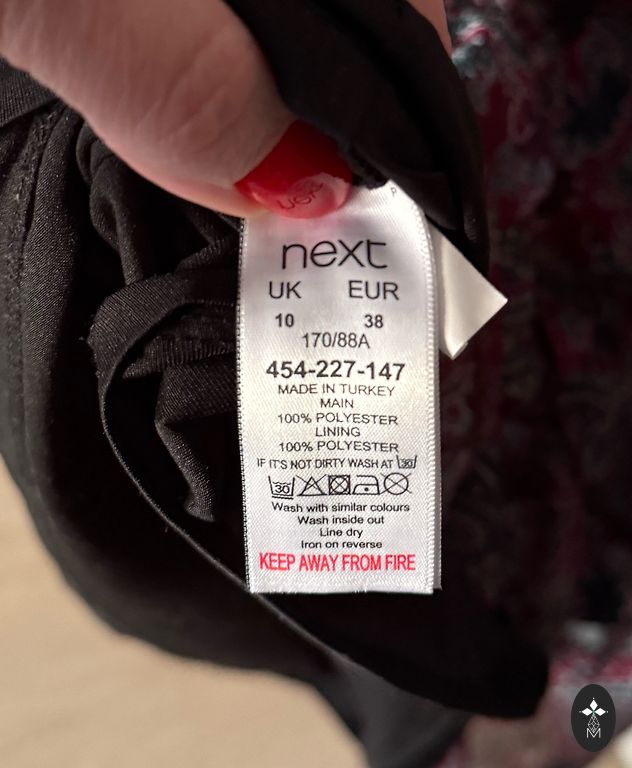 next
UK EUR
10 38
170/88A
454-227-147
MADE IN TURKEY
MAIN
100% POLYESTER
LINING
100% POLYESTER
IF IT'S NOT DIRTY WASH AT 30
30
Wash with similar colours
Wash inside out
Line dry
Iron on reverse
KEEP AWAY FROM FIRE
M